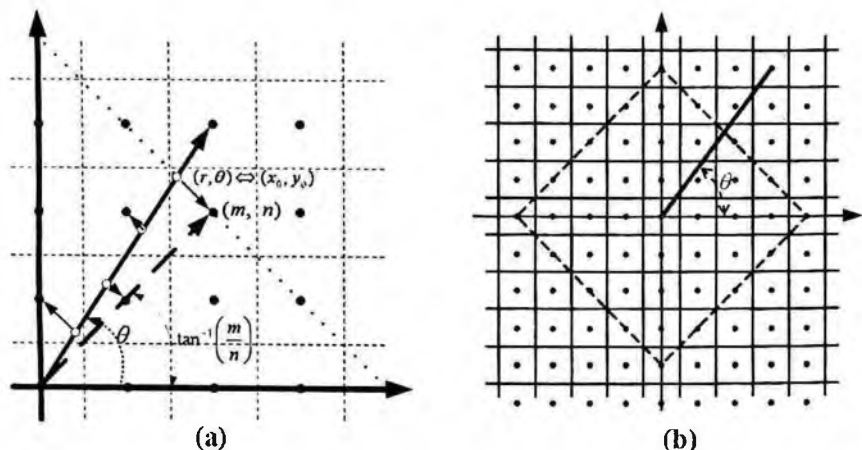 (r, θ) ⇔ (x₀, y₀)
(m, n)
θ
tan⁻¹(m/n)
(a)
θ
(b)